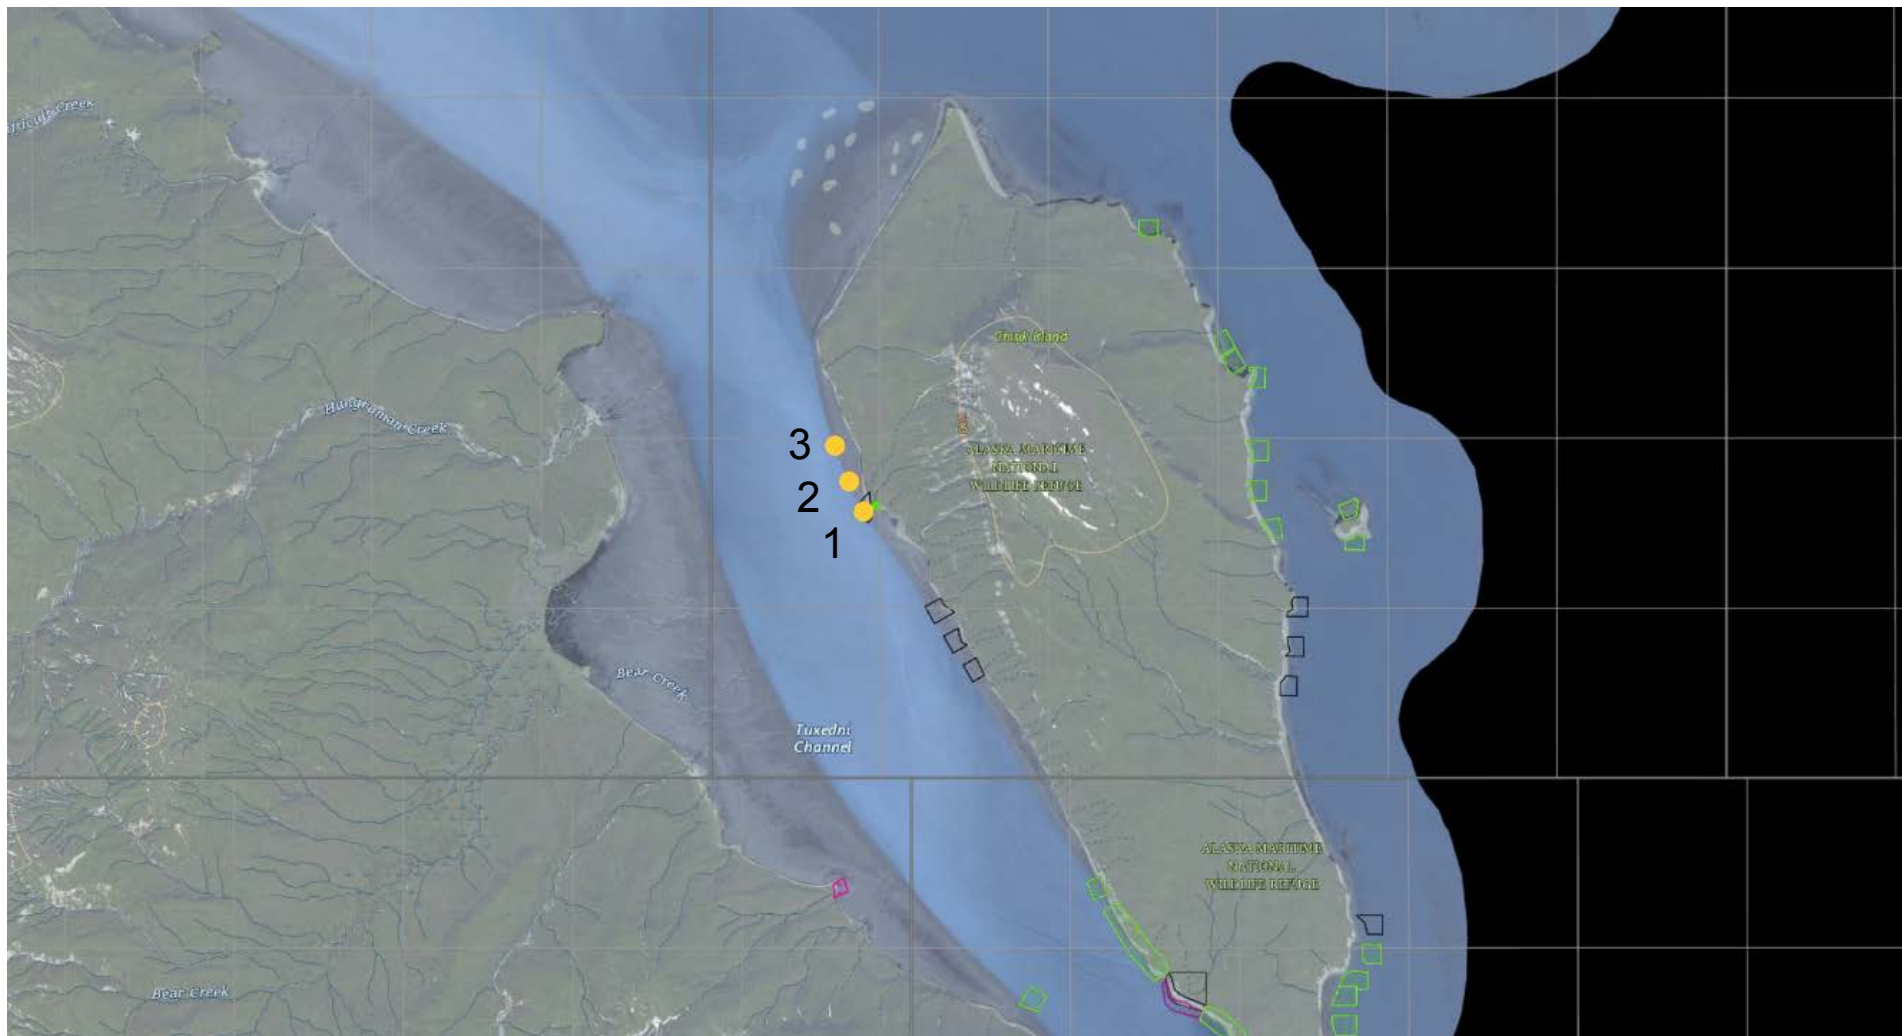 Creek
Chisik Island
Hungryman Creek
3
ALASKA MARITIME
NATIONAL
WILDLIFE REFUGE
2
1
Bear Creek
Tuxedni
Channel
ALASKA MARITIME
NATIONAL
WILDLIFE REFUGE
Bear Creek